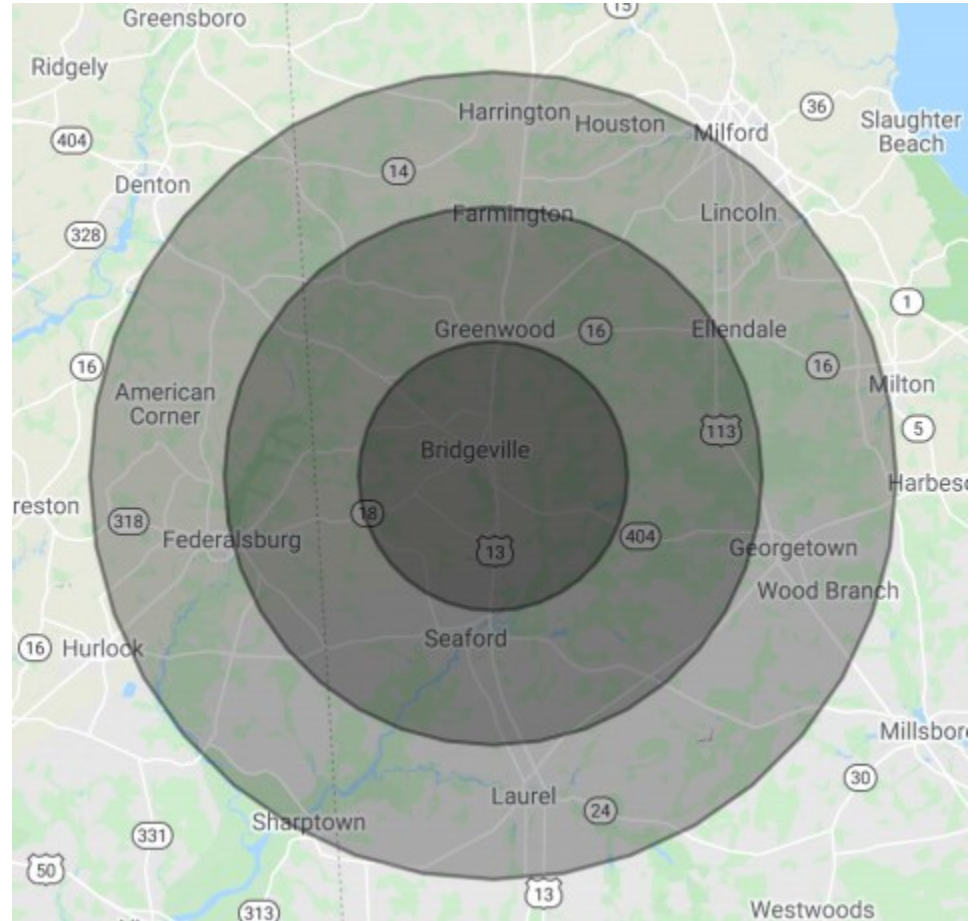 15
Greensboro
Ridgely
36
Harrington
Houston
Milford
Slaughter
Beach
404
14
Denton
328
Farmington
Lincoln
1
Greenwood
16
Ellendale
16
16
American
Corner
Milton
113
5
Bridgeville
Harbeso
reston
318
18
Federalsburg
13
404
Georgetown
Wood Branch
16
Hurlock
Seaford
Millsbor
30
Laurel
24
Sharptown
331
50
13
313
Westwoods